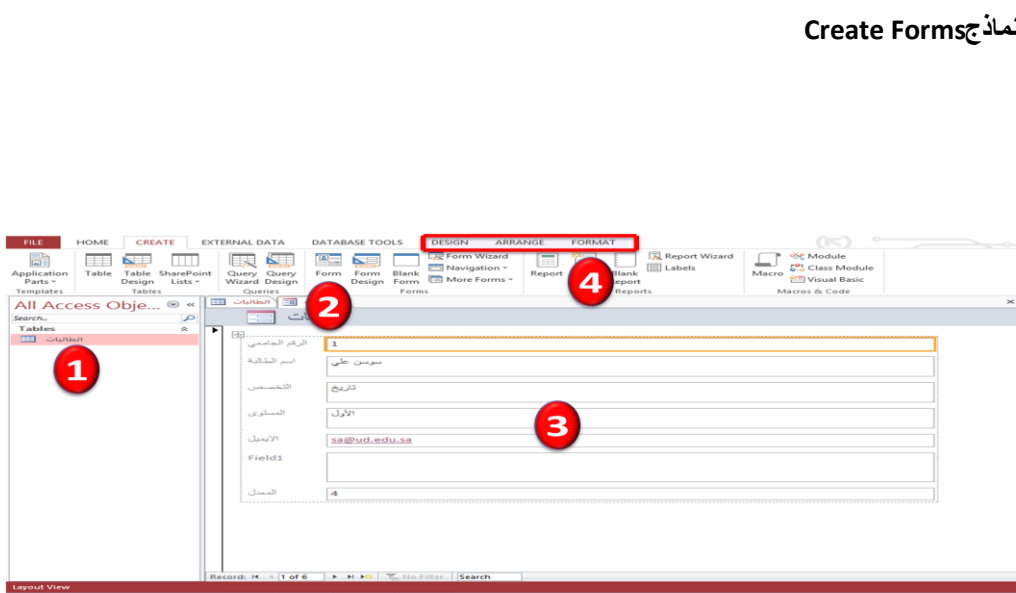 نماذج Create Forms
FILE HOME CREATE EXTERNAL DATA DATABASE TOOLS DESIGN ARRANGE FORMAT
Application Parts Table Table Design SharePoint Lists Query Wizard Query Design Form Form Design Blank Form Form Wizard Navigation More Forms Report Blank Report Report Wizard Labels Macro Module Class Module Visual Basic
Templates Tables Queries Forms Reports Macros & Code
All Access Obje... «
Search...
Tables
الطالبات
1
2
3
4
الطالبات
الرقم الجامعي 1
اسم الطالبة سوسن علي
التخصص تاريخ
المستوى الأول
الايميل sa@ud.edu.sa
Field1
المعدل 4
Record: 1 of 6 No Filter Search
Layout View